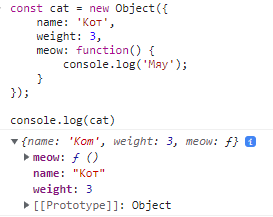 const cat = new Object({
    name: 'Кот',
    weight: 3,
    meow: function() {
        console.log('Мяу');
    }
});

console.log(cat)
▼ {name: 'Кот', weight: 3, meow: ƒ} i
  ▶ meow: ƒ ()
    name: "Кот"
    weight: 3
  ▶ [[Prototype]]: Object